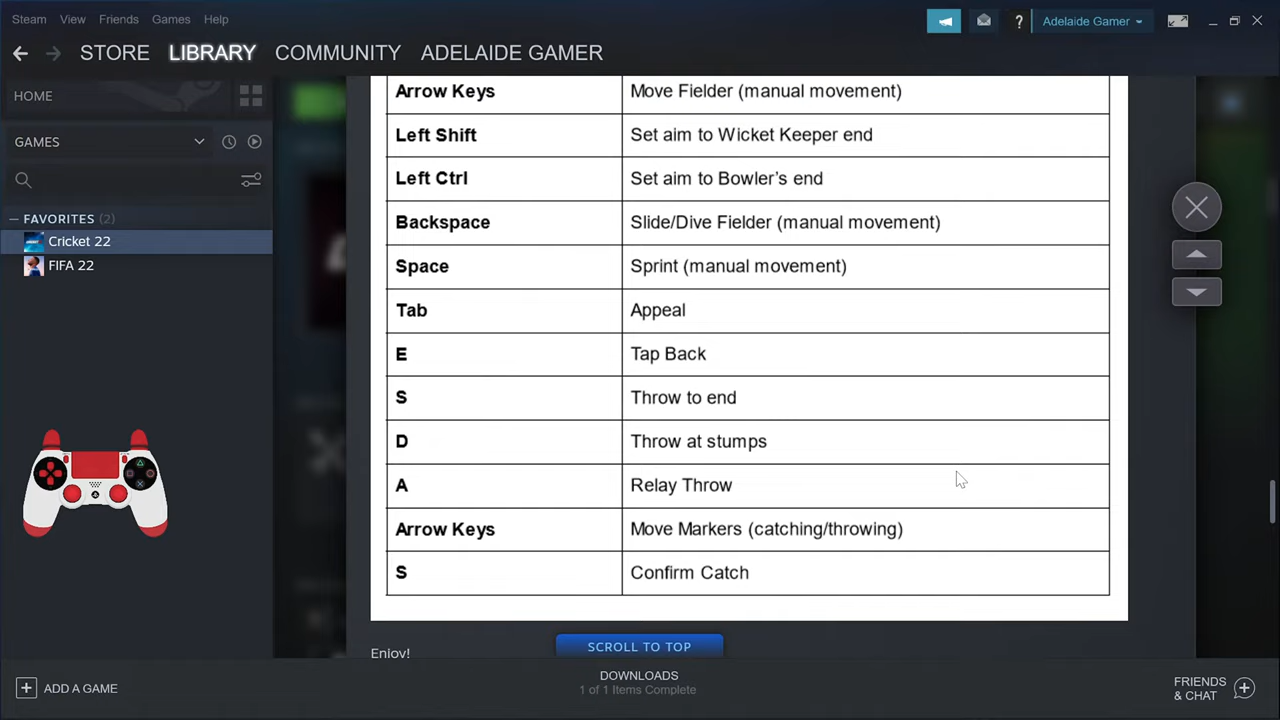 Steam View Friends Games Help
? Adelaide Gamer
STORE LIBRARY COMMUNITY ADELAIDE GAMER
HOME
GAMES
FAVORITES (2)
Cricket 22
FIFA 22
Arrow Keys Move Fielder (manual movement)
Left Shift Set aim to Wicket Keeper end
Left Ctrl Set aim to Bowler's end
Backspace Slide/Dive Fielder (manual movement)
Space Sprint (manual movement)
Tab Appeal
E Tap Back
S Throw to end
D Throw at stumps
A Relay Throw
Arrow Keys Move Markers (catching/throwing)
S Confirm Catch
Enjoy!
SCROLL TO TOP
ADD A GAME
DOWNLOADS
1 of 1 Items Complete
FRIENDS
& CHAT